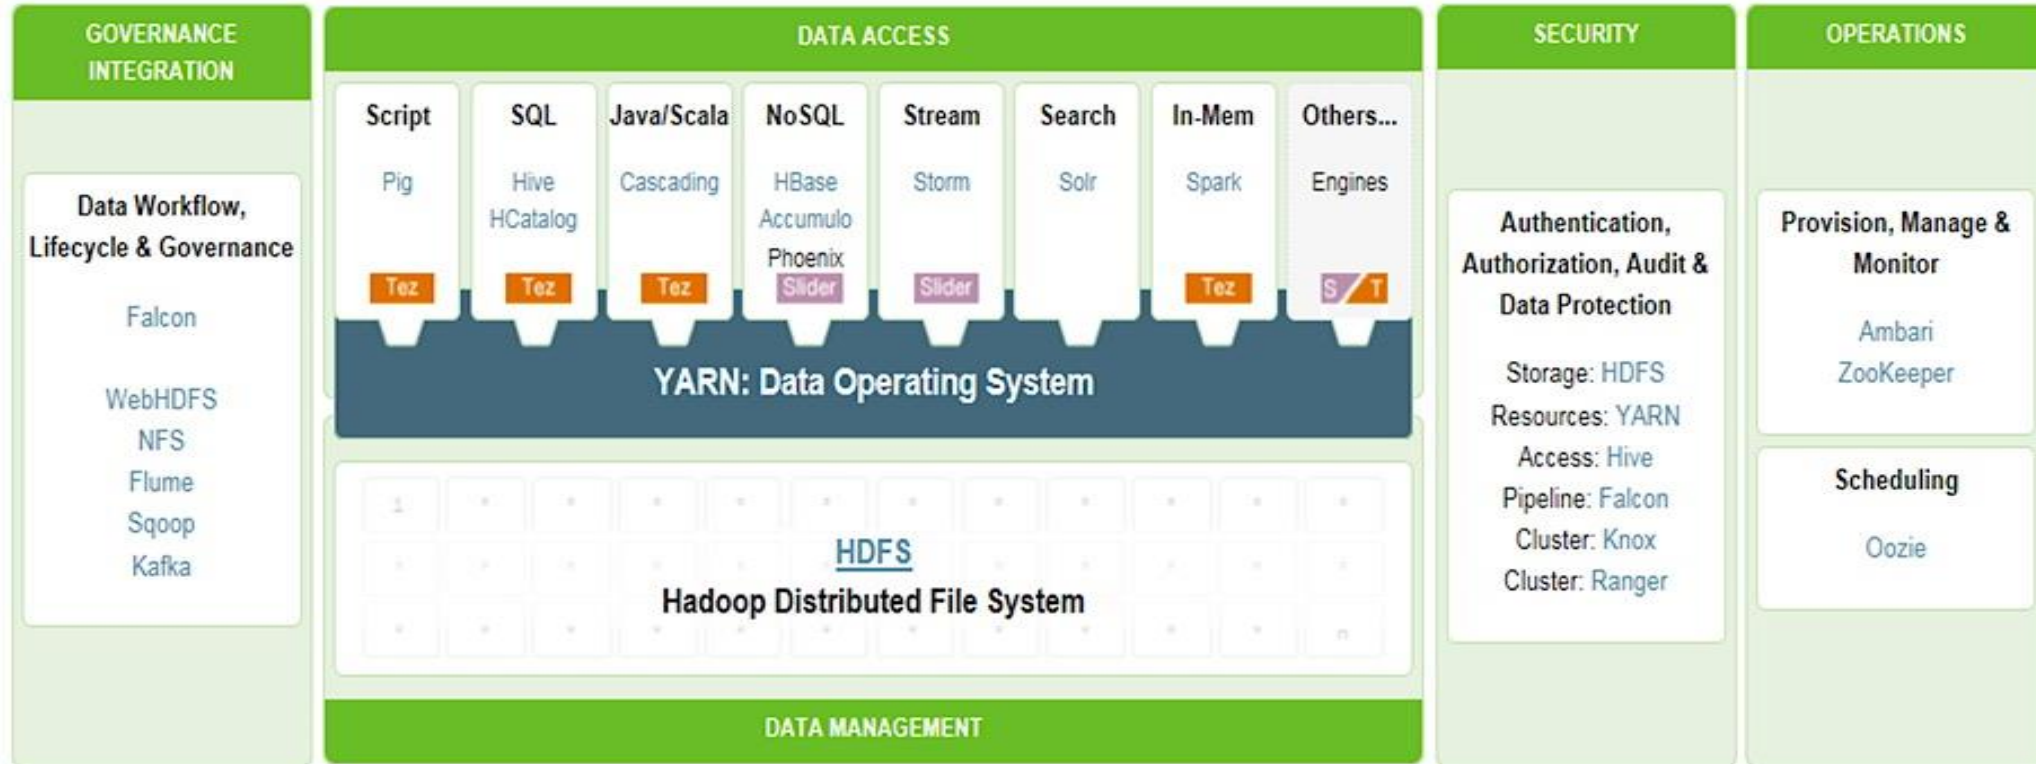 GOVERNANCE
INTEGRATION
Data Workflow,
Lifecycle & Governance
Falcon
WebHDFS
NFS
Flume
Sqoop
Kafka
DATA ACCESS
Script
Pig
Tez
SQL
Hive
HCatalog
Tez
Java/Scala
Cascading
Tez
NoSQL
HBase
Accumulo
Phoenix
Slider
Stream
Storm
Slider
Search
Solr
In-Mem
Spark
Tez
Others...
Engines
S / T
YARN: Data Operating System
1
HDFS
Hadoop Distributed File System
n
DATA MANAGEMENT
SECURITY
Authentication,
Authorization, Audit &
Data Protection
Storage: HDFS
Resources: YARN
Access: Hive
Pipeline: Falcon
Cluster: Knox
Cluster: Ranger
OPERATIONS
Provision, Manage &
Monitor
Ambari
ZooKeeper
Scheduling
Oozie